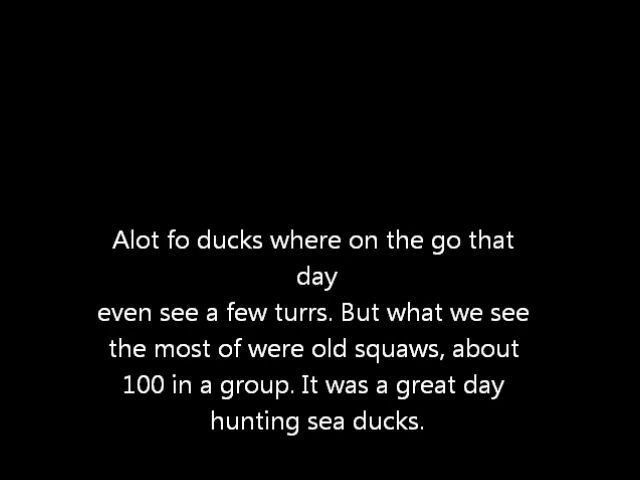 Alot fo ducks where on the go that
day
even see a few turrs. But what we see
the most of were old squaws, about
100 in a group. It was a great day
hunting sea ducks.